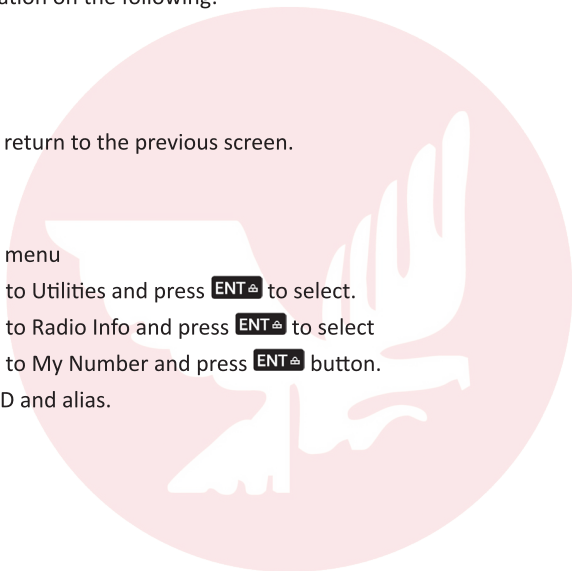 ation on the following:
return to the previous screen.
menu
to Utilities and press ENT to select.
to Radio Info and press ENT to select
to My Number and press ENT button.
D and alias.